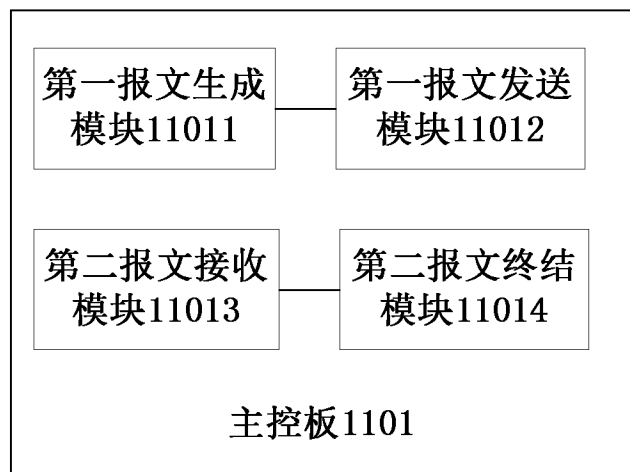 第一报文生成
模块11011
第一报文发送
模块11012
第二报文接收
模块11013
第二报文终结
模块11014
主控板1101